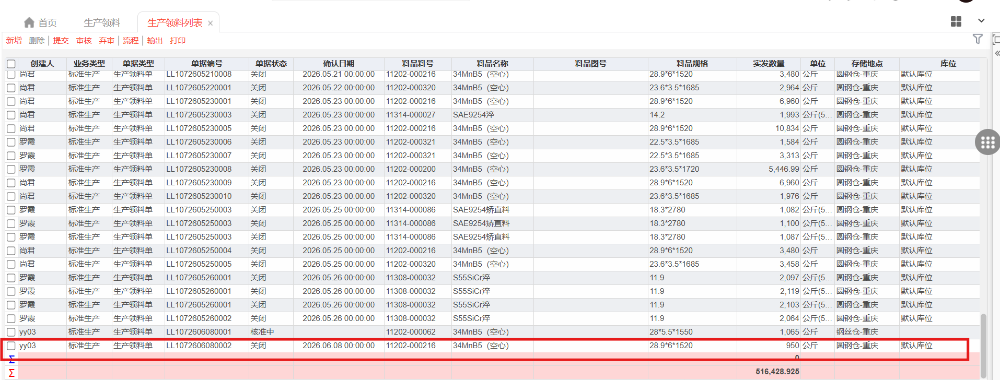 首页 生产领料 生产领料列表 ×
新增 删除 提交 审核 弃审 流程 输出 打印
创建人 业务类型 单据类型 单据编号 单据状态 确认日期 料品料号 料品名称 料品图号 料品规格 实发数量 单位 存储地点 库位
尚君 标准生产 生产领料单 LL1072605210008 关闭 2026.05.21 00:00:00 11202-000216 34MnB5（空心） 28.9*6*1520 3,480 公斤 圆钢仓-重庆 默认库位
尚君 标准生产 生产领料单 LL1072605220001 关闭 2026.05.22 00:00:00 11202-000320 34MnB5（空心） 23.6*3.5*1685 2,964 公斤 圆钢仓-重庆 默认库位
尚君 标准生产 生产领料单 LL1072605230001 关闭 2026.05.23 00:00:00 11202-000216 34MnB5（空心） 28.9*6*1520 6,960 公斤 圆钢仓-重庆 默认库位
尚君 标准生产 生产领料单 LL1072605230003 关闭 2026.05.23 00:00:00 11314-000027 SAE9254淬 14.2 1,993 公斤(5... 圆钢仓-重庆 默认库位
尚君 标准生产 生产领料单 LL1072605230005 关闭 2026.05.23 00:00:00 11202-000216 34MnB5（空心） 28.9*6*1520 10,834 公斤 圆钢仓-重庆 默认库位
罗霞 标准生产 生产领料单 LL1072605230006 关闭 2026.05.23 00:00:00 11202-000321 34MnB5（空心） 22.5*3.5*1685 1,584 公斤 圆钢仓-重庆 默认库位
罗霞 标准生产 生产领料单 LL1072605230007 关闭 2026.05.23 00:00:00 11202-000321 34MnB5（空心） 22.5*3.5*1685 3,313 公斤 圆钢仓-重庆 默认库位
罗霞 标准生产 生产领料单 LL1072605230008 关闭 2026.05.23 00:00:00 11202-000200 34MnB5（空心） 23.6*3.5*1720 5,446.99 公斤 圆钢仓-重庆 默认库位
尚君 标准生产 生产领料单 LL1072605230009 关闭 2026.05.23 00:00:00 11202-000216 34MnB5（空心） 28.9*6*1520 6,960 公斤 圆钢仓-重庆 默认库位
尚君 标准生产 生产领料单 LL1072605230010 关闭 2026.05.23 00:00:00 11202-000320 34MnB5（空心） 23.6*3.5*1685 1,976 公斤 圆钢仓-重庆 默认库位
罗霞 标准生产 生产领料单 LL1072605250003 关闭 2026.05.25 00:00:00 11314-000086 SAE9254矫直料 18.3*2780 1,082 公斤(5... 圆钢仓-重庆 默认库位
罗霞 标准生产 生产领料单 LL1072605250003 关闭 2026.05.25 00:00:00 11314-000086 SAE9254矫直料 18.3*2780 1,100 公斤(5... 圆钢仓-重庆 默认库位
罗霞 标准生产 生产领料单 LL1072605250003 关闭 2026.05.25 00:00:00 11314-000086 SAE9254矫直料 18.3*2780 1,087 公斤(5... 圆钢仓-重庆 默认库位
尚君 标准生产 生产领料单 LL1072605250004 关闭 2026.05.25 00:00:00 11202-000216 34MnB5（空心） 28.9*6*1520 3,480 公斤 圆钢仓-重庆 默认库位
尚君 标准生产 生产领料单 LL1072605250005 关闭 2026.05.25 00:00:00 11202-000320 34MnB5（空心） 23.6*3.5*1685 3,458 公斤 圆钢仓-重庆 默认库位
罗霞 标准生产 生产领料单 LL1072605260001 关闭 2026.05.26 00:00:00 11308-000032 S55SiCr淬 11.9 2,097 公斤(5... 圆钢仓-重庆 默认库位
罗霞 标准生产 生产领料单 LL1072605260001 关闭 2026.05.26 00:00:00 11308-000032 S55SiCr淬 11.9 2,119 公斤(5... 圆钢仓-重庆 默认库位
罗霞 标准生产 生产领料单 LL1072605260001 关闭 2026.05.26 00:00:00 11308-000032 S55SiCr淬 11.9 2,103 公斤(5... 圆钢仓-重庆 默认库位
罗霞 标准生产 生产领料单 LL1072605260002 关闭 2026.05.26 00:00:00 11308-000032 S55SiCr淬 11.9 2,064 公斤(5... 圆钢仓-重庆 默认库位
yy03 标准生产 生产领料单 LL1072606080001 核准中 11202-000062 34MnB5（空心） 28*5.5*1550 1,065 公斤 钢丝仓-重庆
yy03 标准生产 生产领料单 LL1072606080002 关闭 2026.06.08 00:00:00 11202-000216 34MnB5（空心） 28.9*6*1520 950 公斤 圆钢仓-重庆 默认库位
Σ 0
Σ 516,428.925